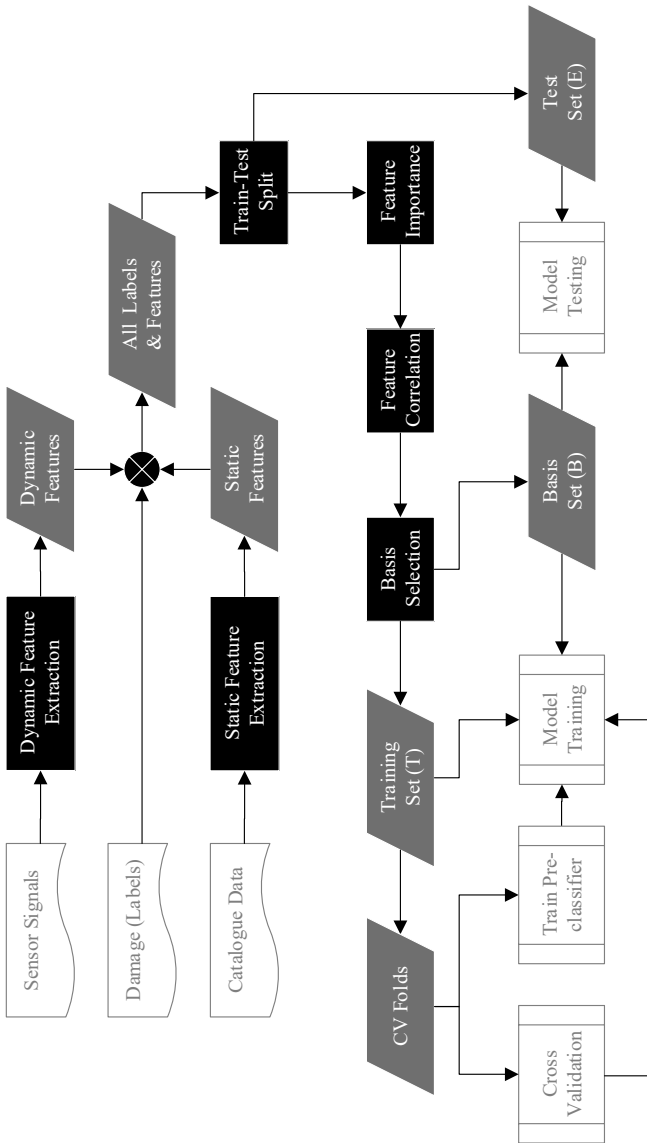 Sensor Signals
Dynamic Feature
Extraction
Dynamic
Features
Damage (Labels)
All Labels
& Features
Catalogue Data
Static Feature
Extraction
Static
Features
Train-Test
Split
CV Folds
Training
Set (T)
Basis
Selection
Feature
Correlation
Feature
Importance
Cross
Validation
Train Pre-
classifier
Model
Training
Basis
Set (B)
Model
Testing
Test
Set (E)